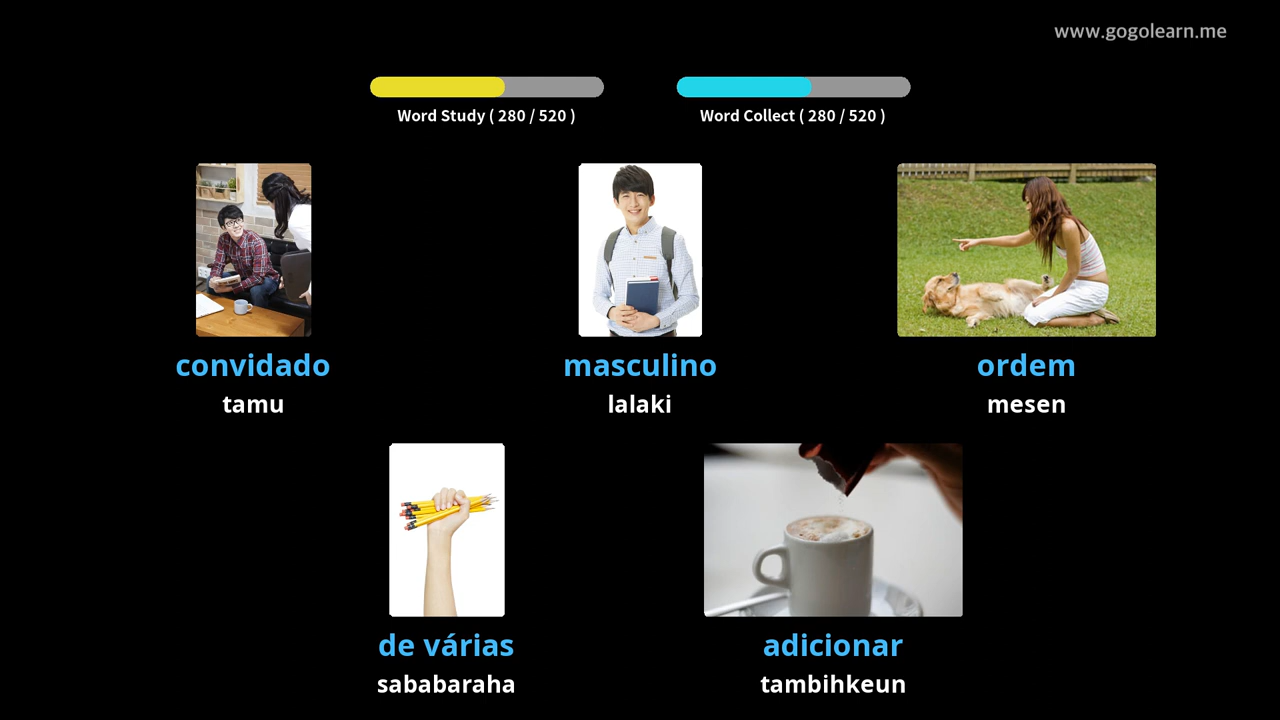 www.gogolearn.me
Word Study ( 280 / 520 )
Word Collect ( 280 / 520 )
convidado
tamu
masculino
lalaki
ordem
mesen
de várias
sababaraha
adicionar
tambihkeun